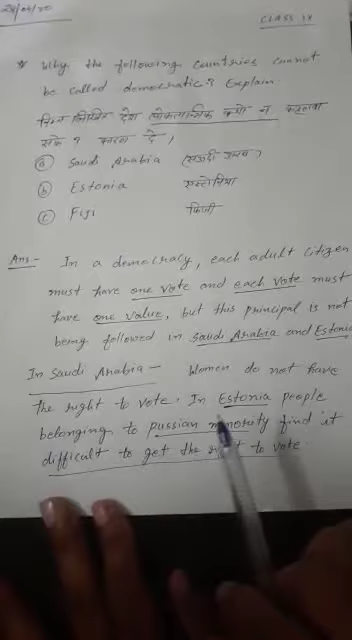 CLASS IX
* Why the following countries cannot
be called democratic? Explain.
निम्न लिखित देश लोकतांत्रिक क्यों न कहलवा
सके ? कारण दे ,
(a) Saudi Arabia (सऊदी अरब)
(b) Estonia एस्टोनिया
(c) Fiji फिजी
Ans - In a democracy, each adult citizen
must have one vote and each vote must
have one value, but this principal is not
being followed in Saudi Arabia and Estonia
In Saudi Arabia - Women do not have
the right to vote. In Estonia people
belonging to pussian minority find it
difficult to get the right to vote.